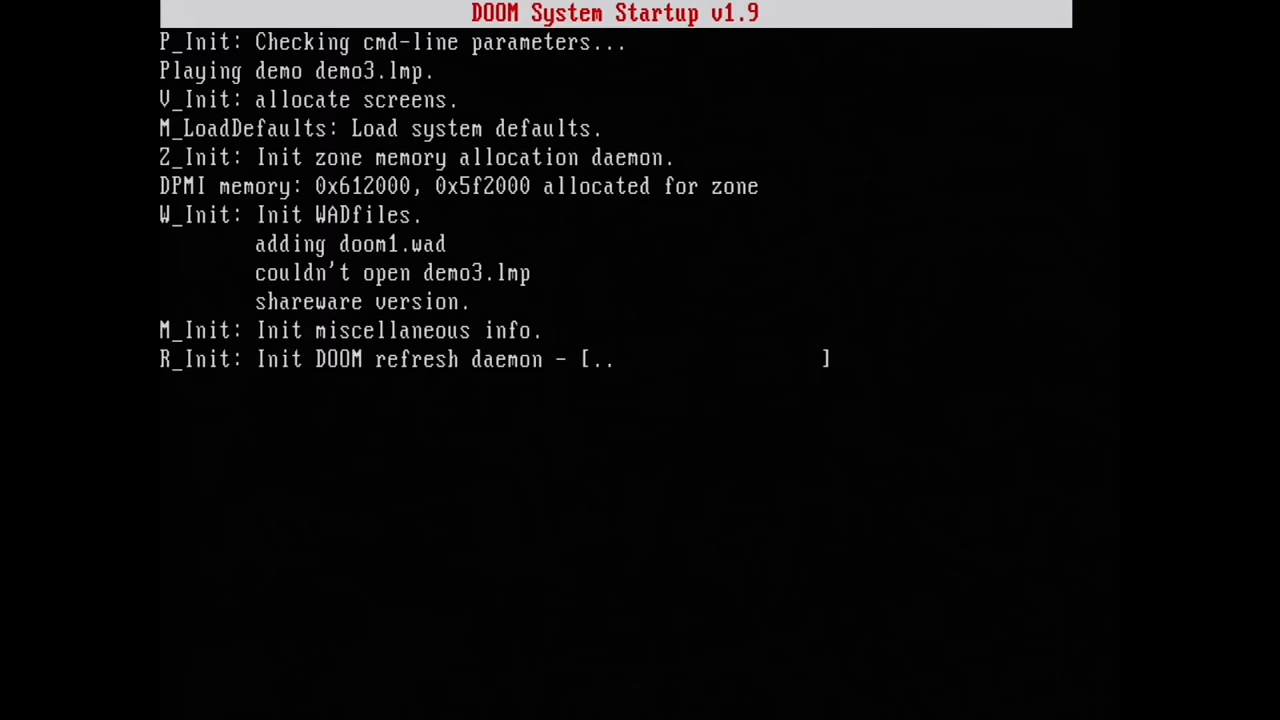 DOOM System Startup v1.9
P_Init: Checking cmd-line parameters...
Playing demo demo3.lmp.
V_Init: allocate screens.
M_LoadDefaults: Load system defaults.
Z_Init: Init zone memory allocation daemon.
DPMI memory: 0x612000, 0x5f2000 allocated for zone
W_Init: Init WADfiles.
        adding doom1.wad
        couldn't open demo3.lmp
        shareware version.
M_Init: Init miscellaneous info.
R_Init: Init DOOM refresh daemon - [..                 ]